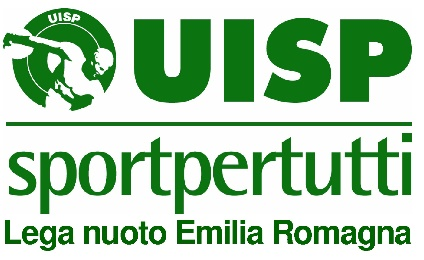 UISP
UISP
sportpertutti
Lega nuoto Emilia Romagna